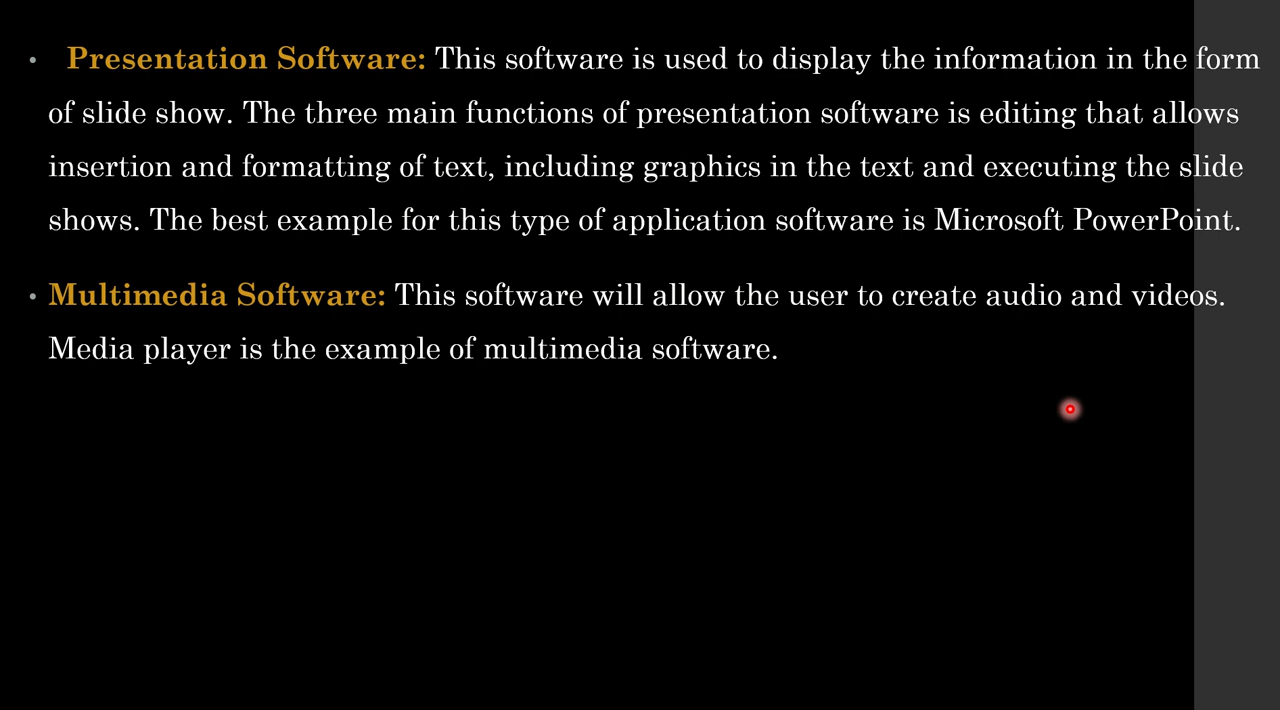 • Presentation Software: This software is used to display the information in the form
of slide show. The three main functions of presentation software is editing that allows
insertion and formatting of text, including graphics in the text and executing the slide
shows. The best example for this type of application software is Microsoft PowerPoint.
• Multimedia Software: This software will allow the user to create audio and videos.
Media player is the example of multimedia software.